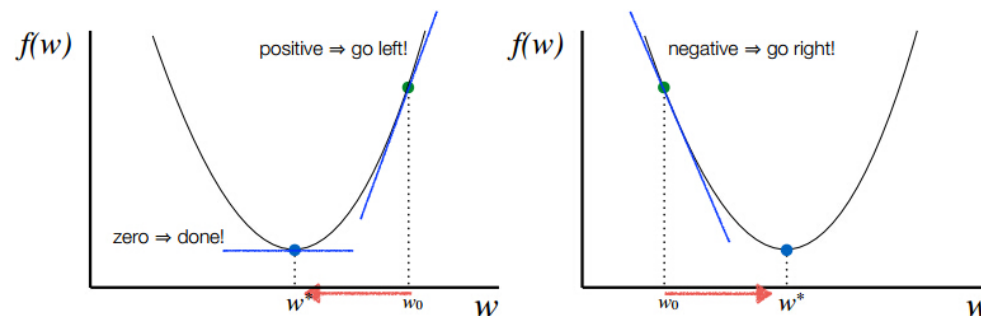 f(w)
positive ⇒ go left!
zero ⇒ done!
w*
w₀
w
f(w)
negative ⇒ go right!
w₀
w*
w